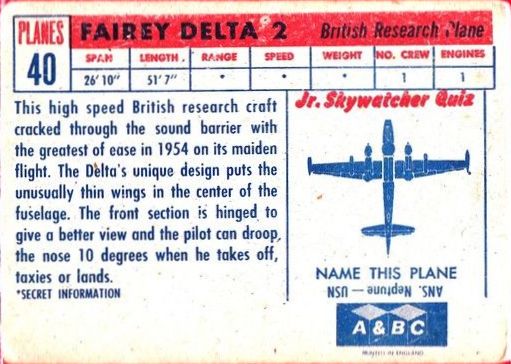 PLANES
40
FAIREY DELTA 2 British Research Plane
SPAN LENGTH RANGE SPEED WEIGHT NO. CREW ENGINES
26' 10" 51' 7" * * * 1 1
This high speed British research craft
cracked through the sound barrier with
the greatest of ease in 1954 on its maiden
flight. The Delta's unique design puts the
unusually thin wings in the center of the
fuselage. The front section is hinged to
give a better view and the pilot can droop
the nose 10 degrees when he takes off,
taxies or lands.
*SECRET INFORMATION
Jr. Skywatcher Quiz
NAME THIS PLANE
ANS. Neptune — USN
A & BC
PRINTED IN ENGLAND